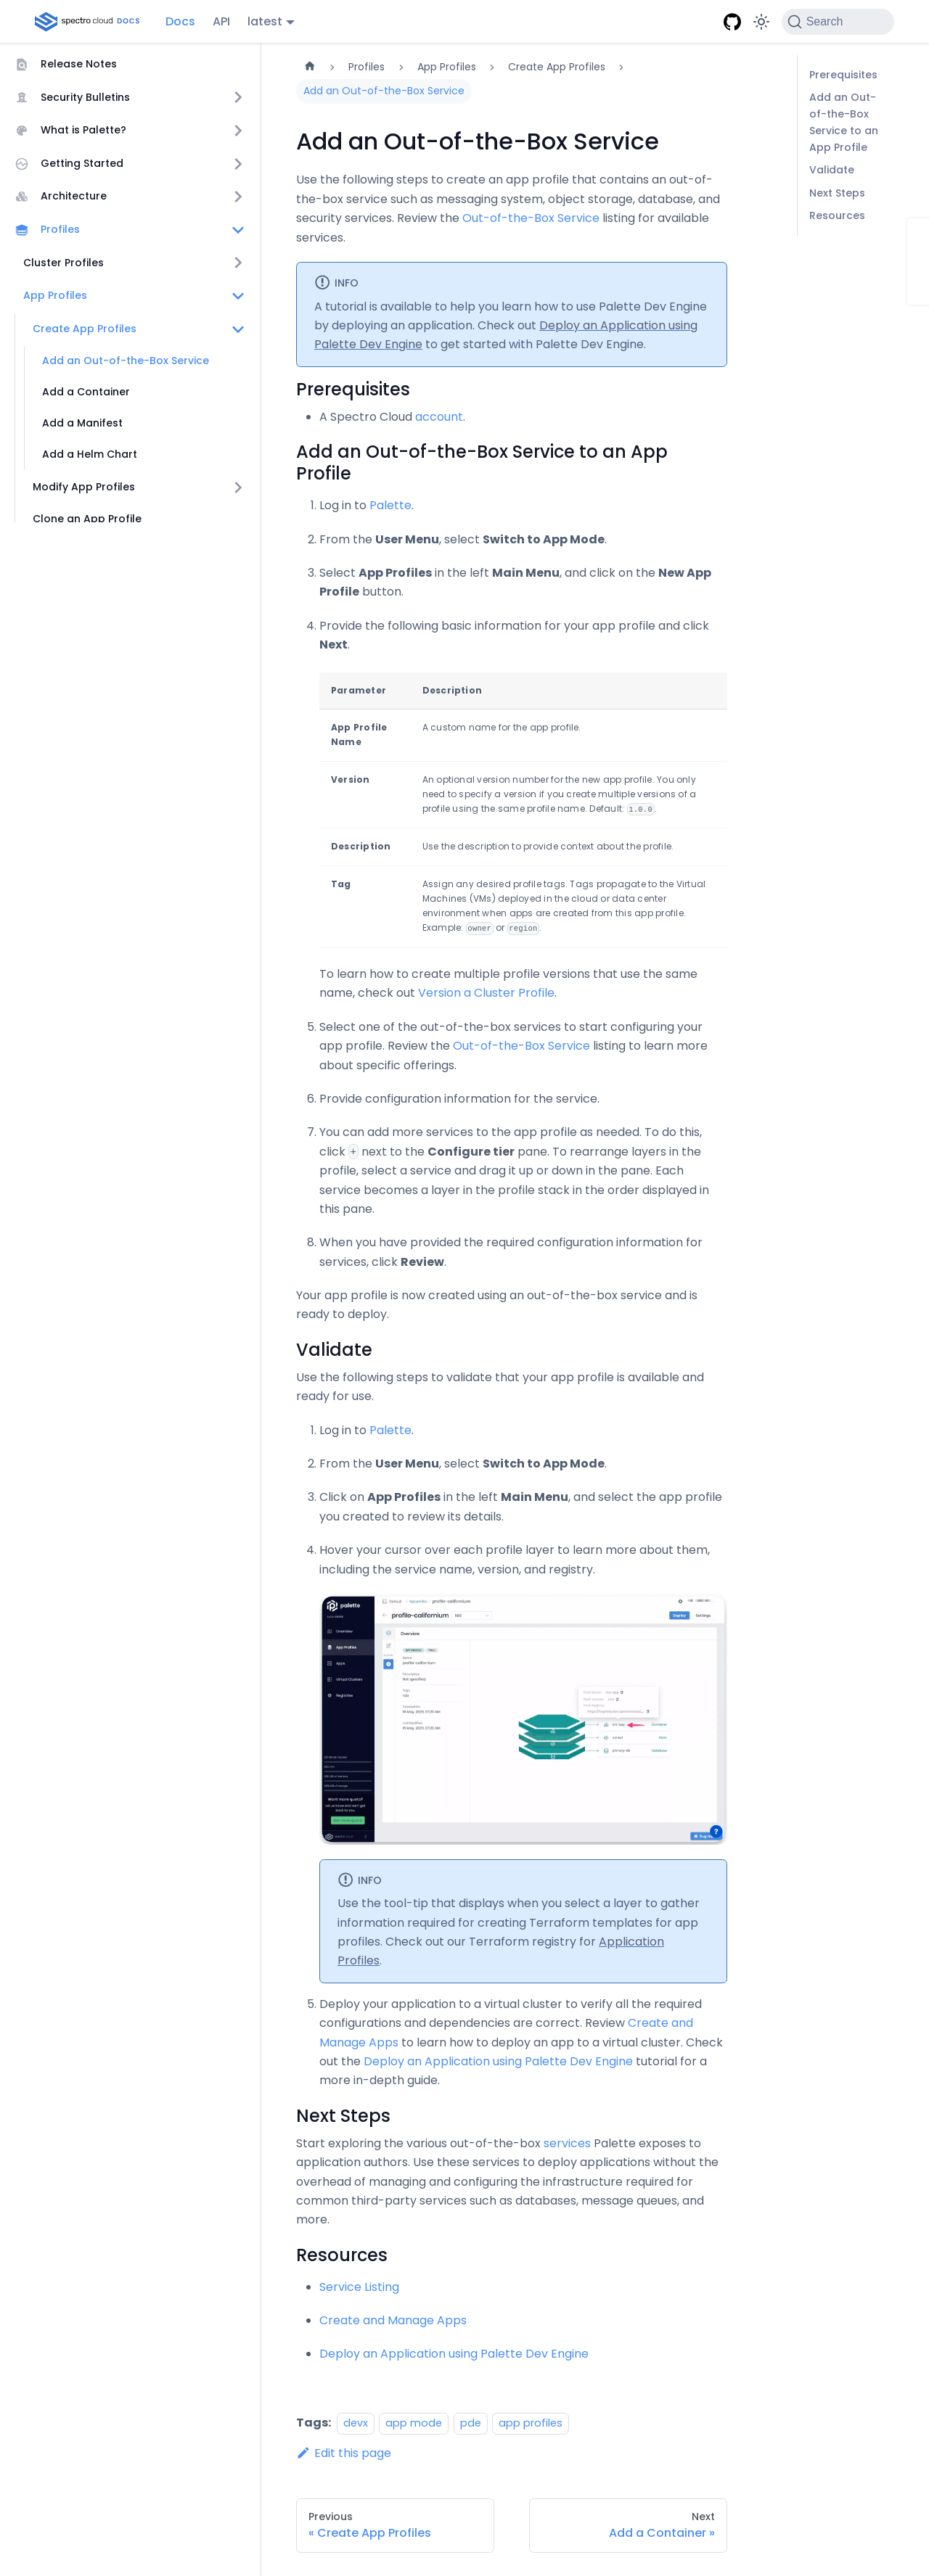 spectro cloud DOCS
Docs
API
latest
Search
Release Notes
Security Bulletins
What is Palette?
Getting Started
Architecture
Profiles
Cluster Profiles
App Profiles
Create App Profiles
Add an Out-of-the-Box Service
Add a Container
Add a Manifest
Add a Helm Chart
Modify App Profiles
Clone an App Profile
Profiles
App Profiles
Create App Profiles
Add an Out-of-the-Box Service
Add an Out-of-the-Box Service
Use the following steps to create an app profile that contains an out-of-
the-box service such as messaging system, object storage, database, and
security services. Review the Out-of-the-Box Service listing for available
services.
INFO
A tutorial is available to help you learn how to use Palette Dev Engine
by deploying an application. Check out Deploy an Application using
Palette Dev Engine to get started with Palette Dev Engine.
Prerequisites
• A Spectro Cloud account.
Add an Out-of-the-Box Service to an App
Profile
1. Log in to Palette.
2. From the User Menu, select Switch to App Mode.
3. Select App Profiles in the left Main Menu, and click on the New App
Profile button.
4. Provide the following basic information for your app profile and click
Next.
Parameter Description
App Profile A custom name for the app profile.
Name
Version An optional version number for the new app profile. You only
need to specify a version if you create multiple versions of a
profile using the same profile name. Default: 1.0.0.
Description Use the description to provide context about the profile.
Tag Assign any desired profile tags. Tags propagate to the Virtual
Machines (VMs) deployed in the cloud or data center
environment when apps are created from this app profile.
Example: owner or region.
To learn how to create multiple profile versions that use the same
name, check out Version a Cluster Profile.
5. Select one of the out-of-the-box services to start configuring your
app profile. Review the Out-of-the-Box Service listing to learn more
about specific offerings.
6. Provide configuration information for the service.
7. You can add more services to the app profile as needed. To do this,
click + next to the Configure tier pane. To rearrange layers in the
profile, select a service and drag it up or down in the pane. Each
service becomes a layer in the profile stack in the order displayed in
this pane.
8. When you have provided the required configuration information for
services, click Review.
Your app profile is now created using an out-of-the-box service and is
ready to deploy.
Validate
Use the following steps to validate that your app profile is available and
ready for use.
1. Log in to Palette.
2. From the User Menu, select Switch to App Mode.
3. Click on App Profiles in the left Main Menu, and select the app profile
you created to review its details.
4. Hover your cursor over each profile layer to learn more about them,
including the service name, version, and registry.
palette
Overview
App Profiles
Apps
Virtual Clusters
Registries
profile-californium
Deploy
Settings
Overview
Name
profile-californium
Description
Not specified
Tags
Container
Database
Want more quota?
INFO
Use the tool-tip that displays when you select a layer to gather
information required for creating Terraform templates for app
profiles. Check out our Terraform registry for Application
Profiles.
5. Deploy your application to a virtual cluster to verify all the required
configurations and dependencies are correct. Review Create and
Manage Apps to learn how to deploy an app to a virtual cluster. Check
out the Deploy an Application using Palette Dev Engine tutorial for a
more in-depth guide.
Next Steps
Start exploring the various out-of-the-box services Palette exposes to
application authors. Use these services to deploy applications without the
overhead of managing and configuring the infrastructure required for
common third-party services such as databases, message queues, and
more.
Resources
• Service Listing
• Create and Manage Apps
• Deploy an Application using Palette Dev Engine
Tags: devx app mode pde app profiles
Edit this page
Previous
« Create App Profiles
Next
Add a Container »
Prerequisites
Add an Out-
of-the-Box
Service to an
App Profile
Validate
Next Steps
Resources